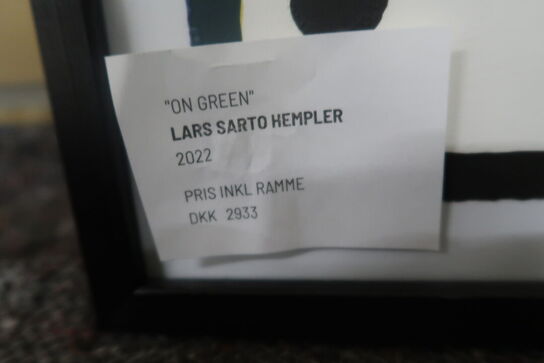 "ON GREEN"
LARS SARTO HEMPLER
2022
PRIS INKL RAMME
DKK 2933